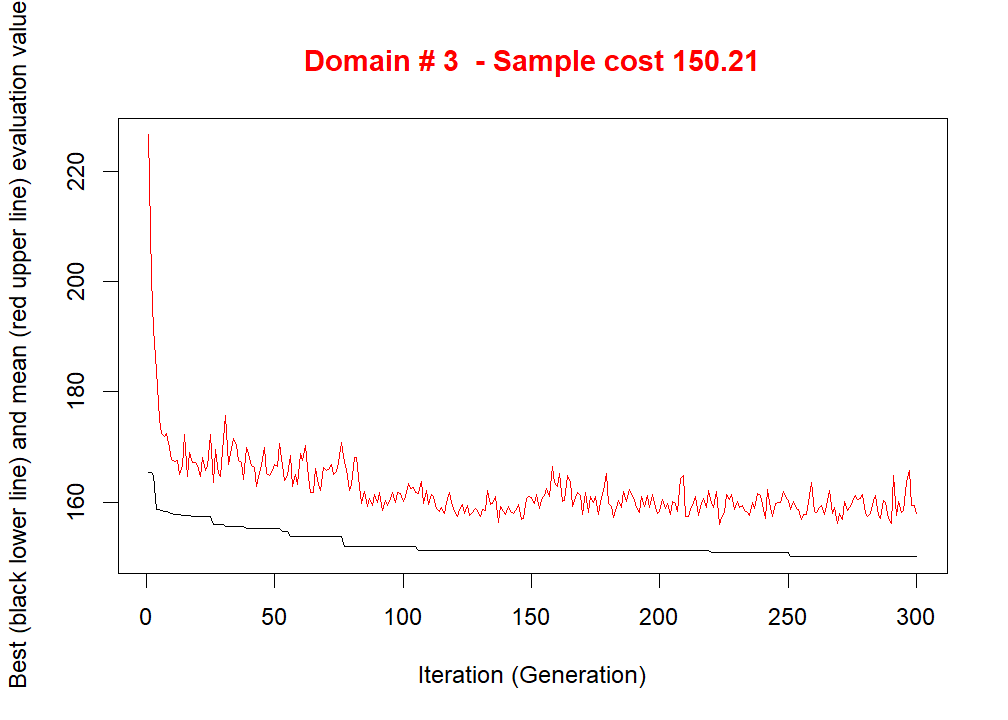 Domain # 3  - Sample cost 150.21
Best (black lower line) and mean (red upper line) evaluation value
220
200
180
160
0 50 100 150 200 250 300
Iteration (Generation)